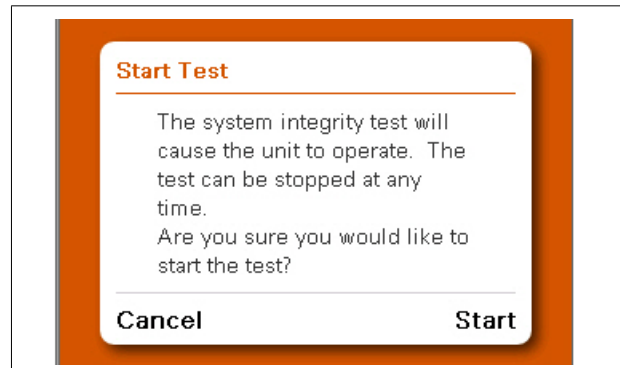 Start Test
The system integrity test will
cause the unit to operate.  The
test can be stopped at any
time.
Are you sure you would like to
start the test?
Cancel Start